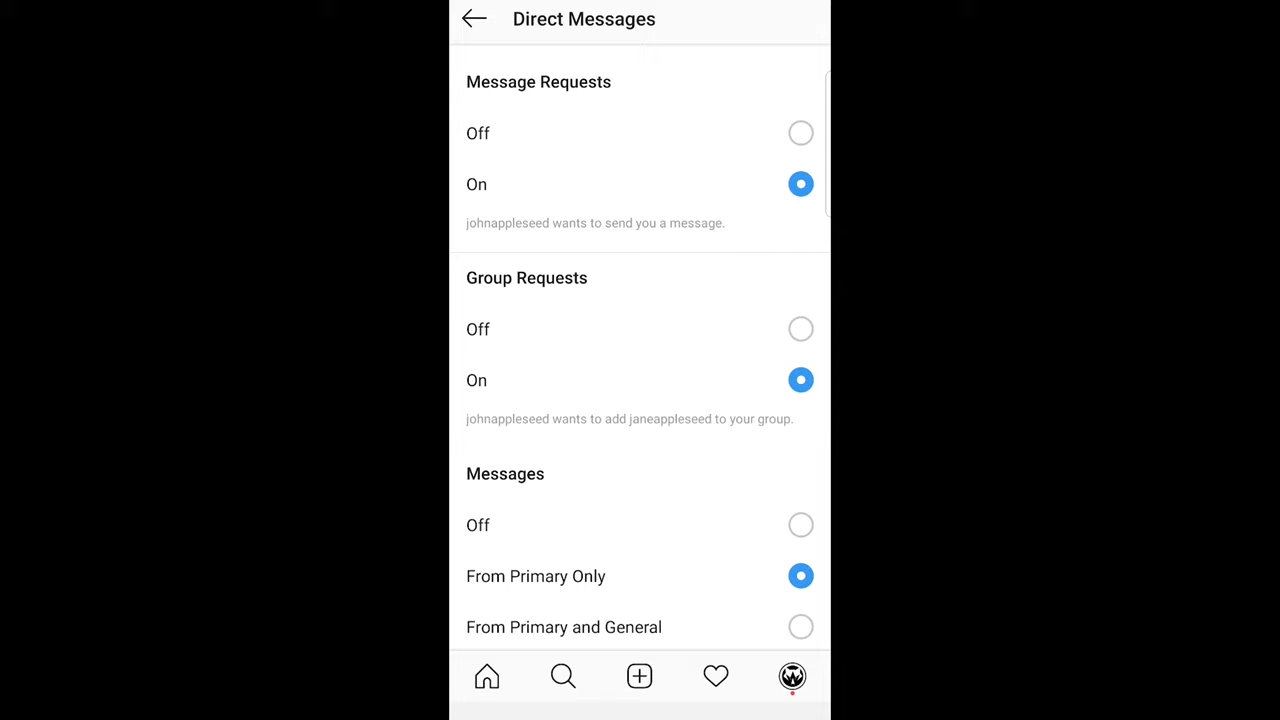 Direct Messages
Message Requests
Off
On
johnappleseed wants to send you a message.
Group Requests
Off
On
johnappleseed wants to add janeappleseed to your group.
Messages
Off
From Primary Only
From Primary and General